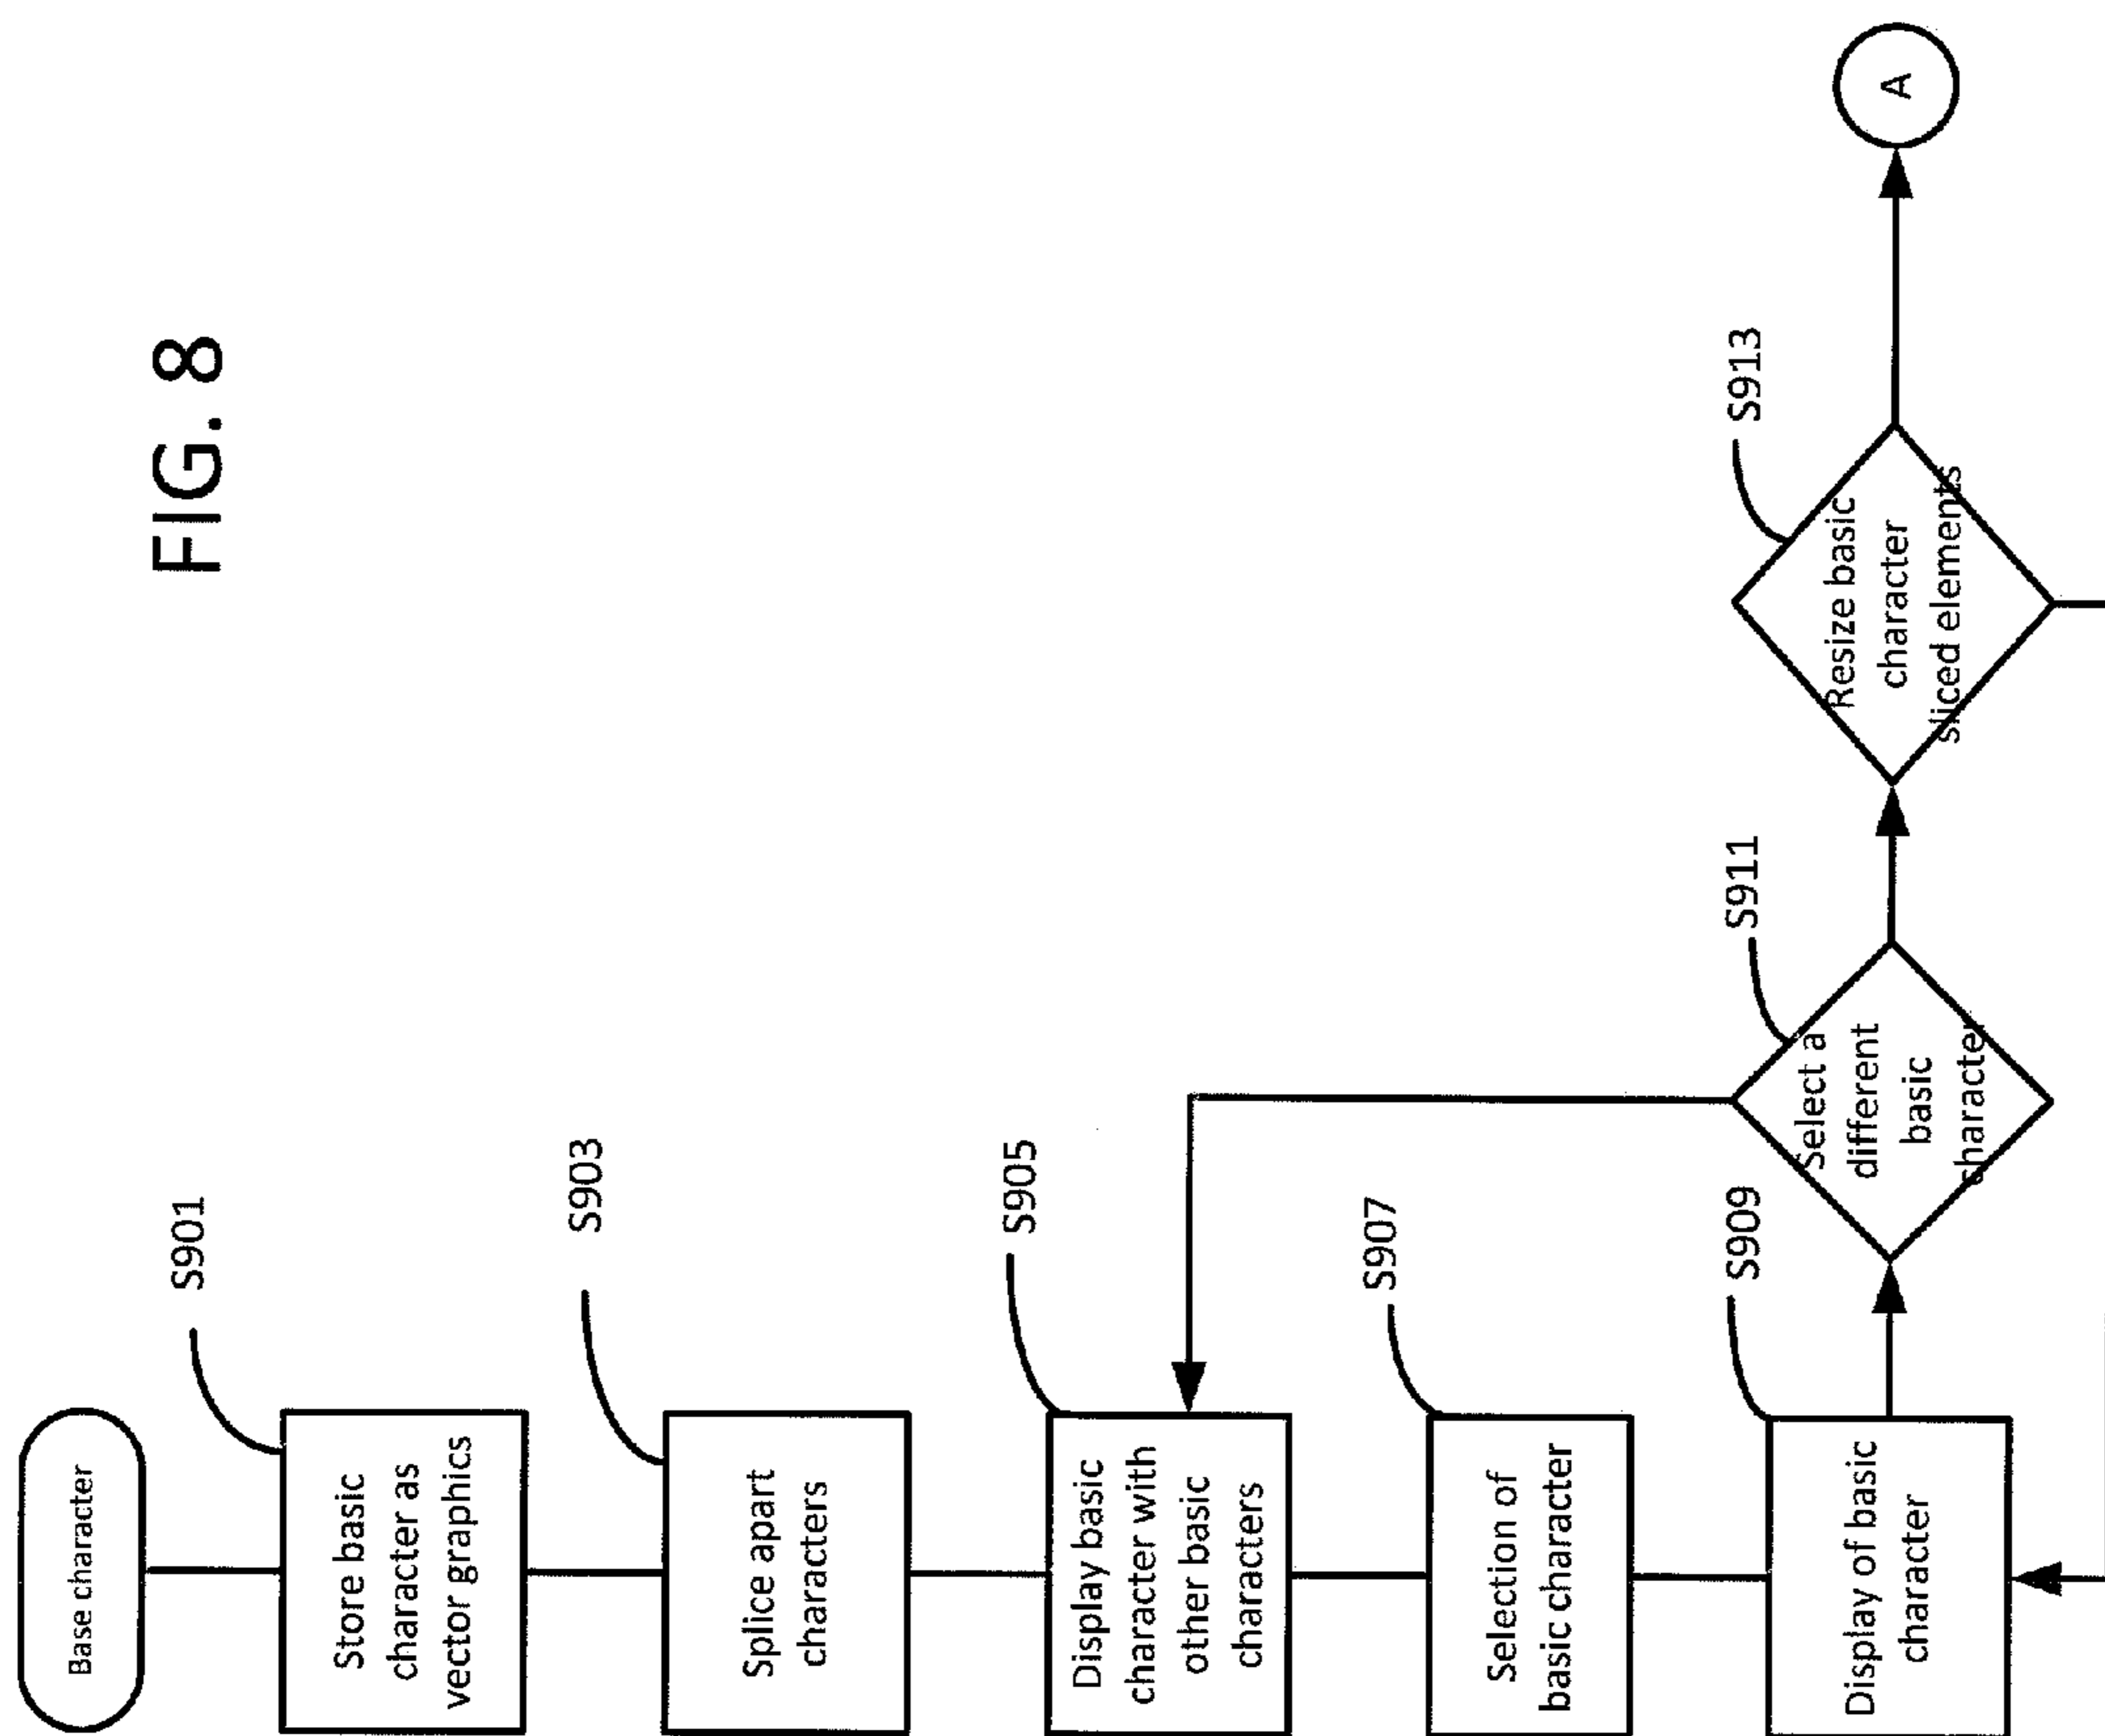 FIG. 8
Base character
S901
Store basic
character as
vector graphics
S903
Splice apart
characters
S905
Display basic
character with
other basic
characters
S907
Selection of
basic character
S909
Display of basic
character
S911
Select a
different
basic
character
S913
Resize basic
character
sliced elements
A